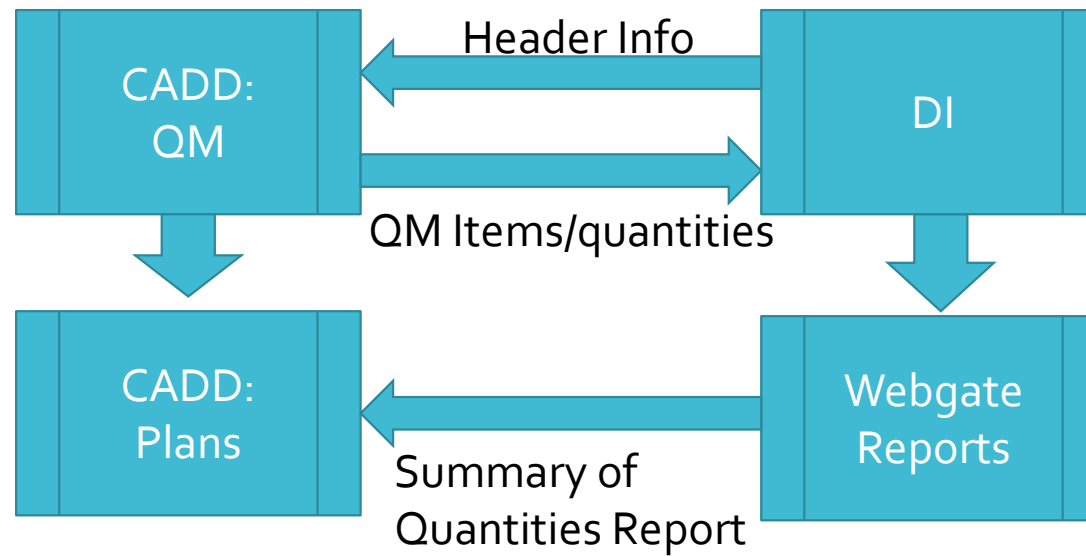 Header Info
CADD:
QM
DI
QM Items/quantities
CADD:
Plans
Webgate
Reports
Summary of
Quantities Report